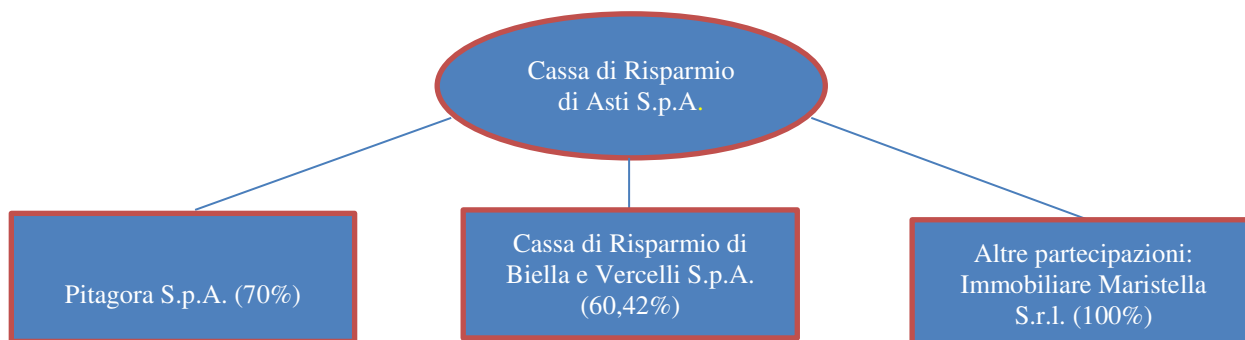 Cassa di Risparmio
di Asti S.p.A.
Pitagora S.p.A. (70%)
Cassa di Risparmio di
Biella e Vercelli S.p.A.
(60,42%)
Altre partecipazioni:
Immobiliare Maristella
S.r.l. (100%)